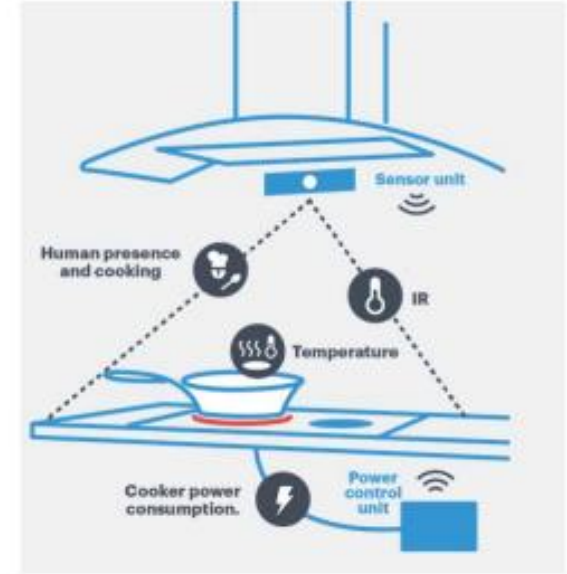 Sensor unit
Human presence
and cooking
IR
Temperature
Cooker power
consumption.
Power
control
unit